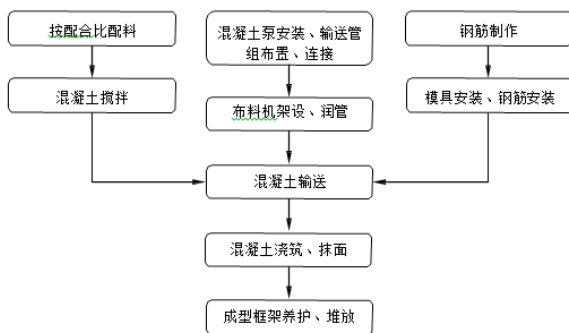 按配合比配料
混凝土泵安装、输送管
组布置、连接
钢筋制作
混凝土搅拌
布料机架设、润管
模具安装、钢筋安装
混凝土输送
混凝土浇筑、抹面
成型框架养护、堆放